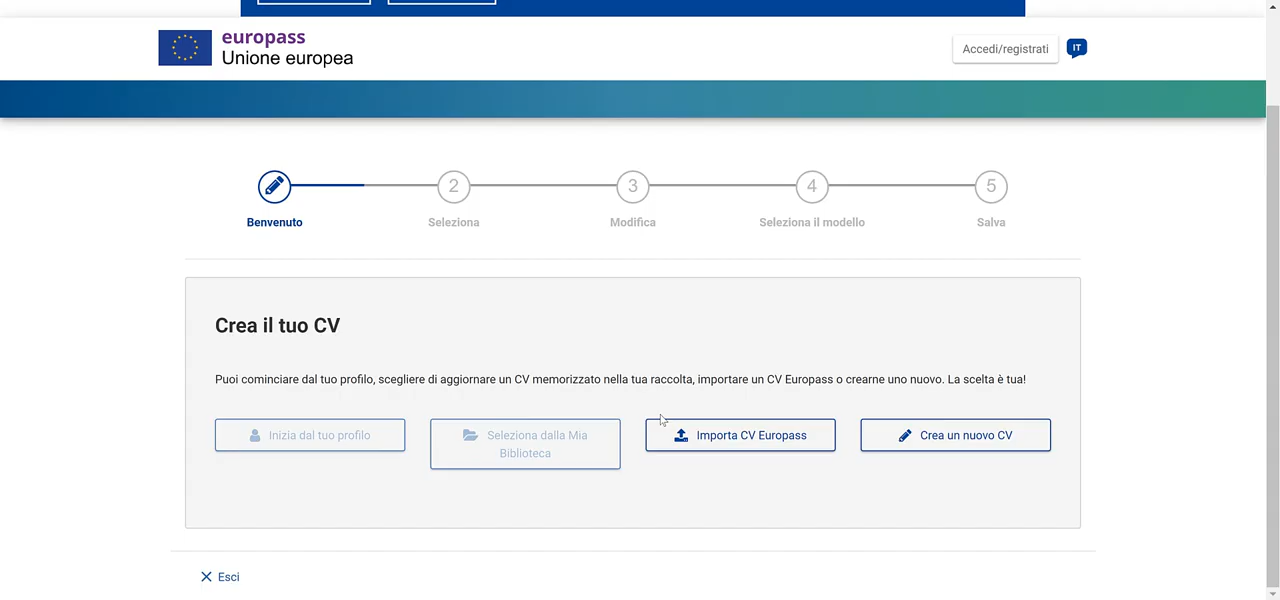 europass
Unione europea
Accedi/registrati
IT
2
3
4
5
Benvenuto
Seleziona
Modifica
Seleziona il modello
Salva
Crea il tuo CV
Puoi cominciare dal tuo profilo, scegliere di aggiornare un CV memorizzato nella tua raccolta, importare un CV Europass o crearne uno nuovo. La scelta è tua!
Inizia dal tuo profilo
Seleziona dalla Mia
Biblioteca
Importa CV Europass
Crea un nuovo CV
Esci